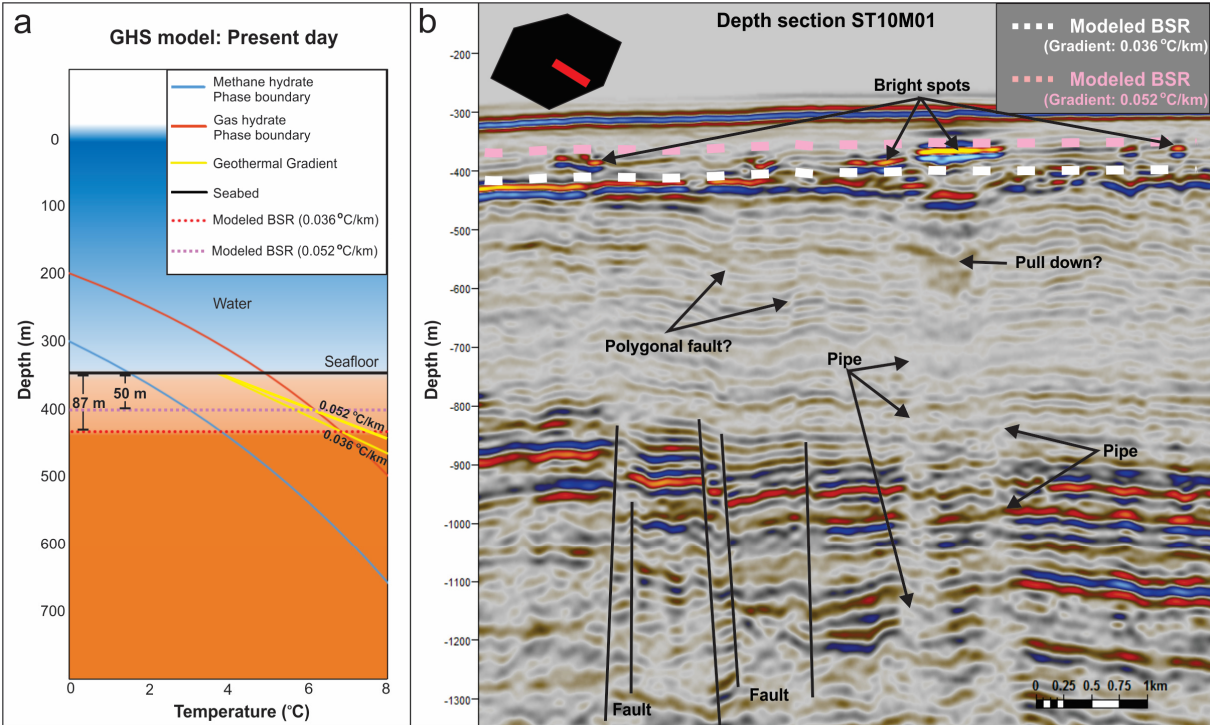 a
GHS model: Present day
Methane hydrate
Phase boundary
Gas hydrate
Phase boundary
Geothermal Gradient
Seabed
Modeled BSR (0.036°C/km)
Modeled BSR (0.052°C/km)
Water
Seafloor
87 m
50 m
0.052 °C/km
0.036 °C/km
Depth (m)
0
100
200
300
400
500
600
700
0 2 4 6 8
Temperature (°C)
b
Depth section ST10M01
Modeled BSR
(Gradient: 0.036 °C/km)
Modeled BSR
(Gradient: 0.052°C/km)
Bright spots
Pull down?
Polygonal fault?
Pipe
Pipe
Fault
Fault
Depth (m)
-200
-300
-400
-500
-600
-700
-800
-900
-1000
-1100
-1200
-1300
0 0.25 0.5 0.75 1km